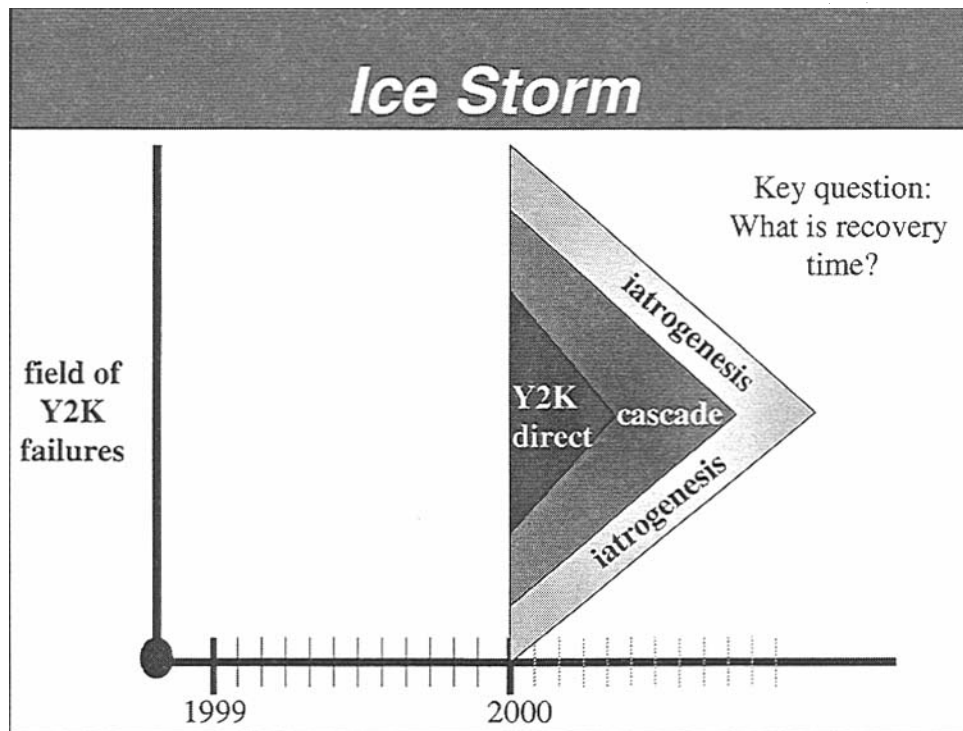 Ice Storm
Key question:
What is recovery
time?
iatrogenesis
field of
Y2K
failures
Y2K
direct
cascade
iatrogenesis
1999
2000